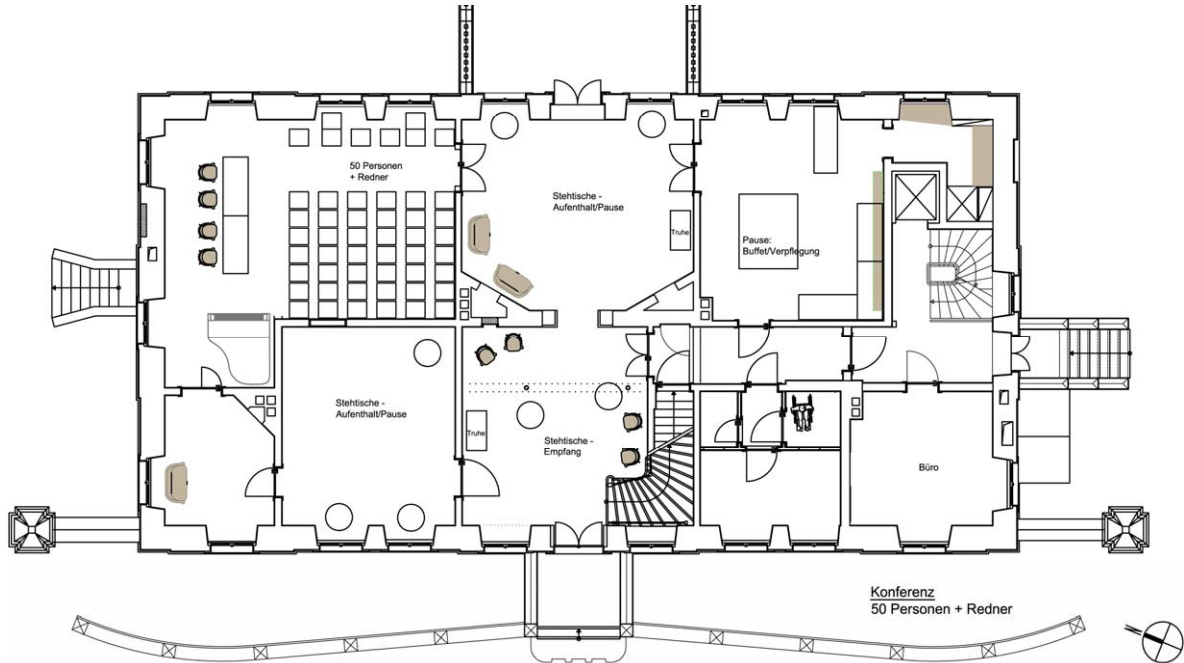 50 Personen
+ Redner
Stehtische -
Aufenthalt/Pause
Truhe
Pause:
Buffet/Verpflegung
Stehtische -
Aufenthalt/Pause
Truhe
Stehtische -
Empfang
Büro
Konferenz
50 Personen + Redner